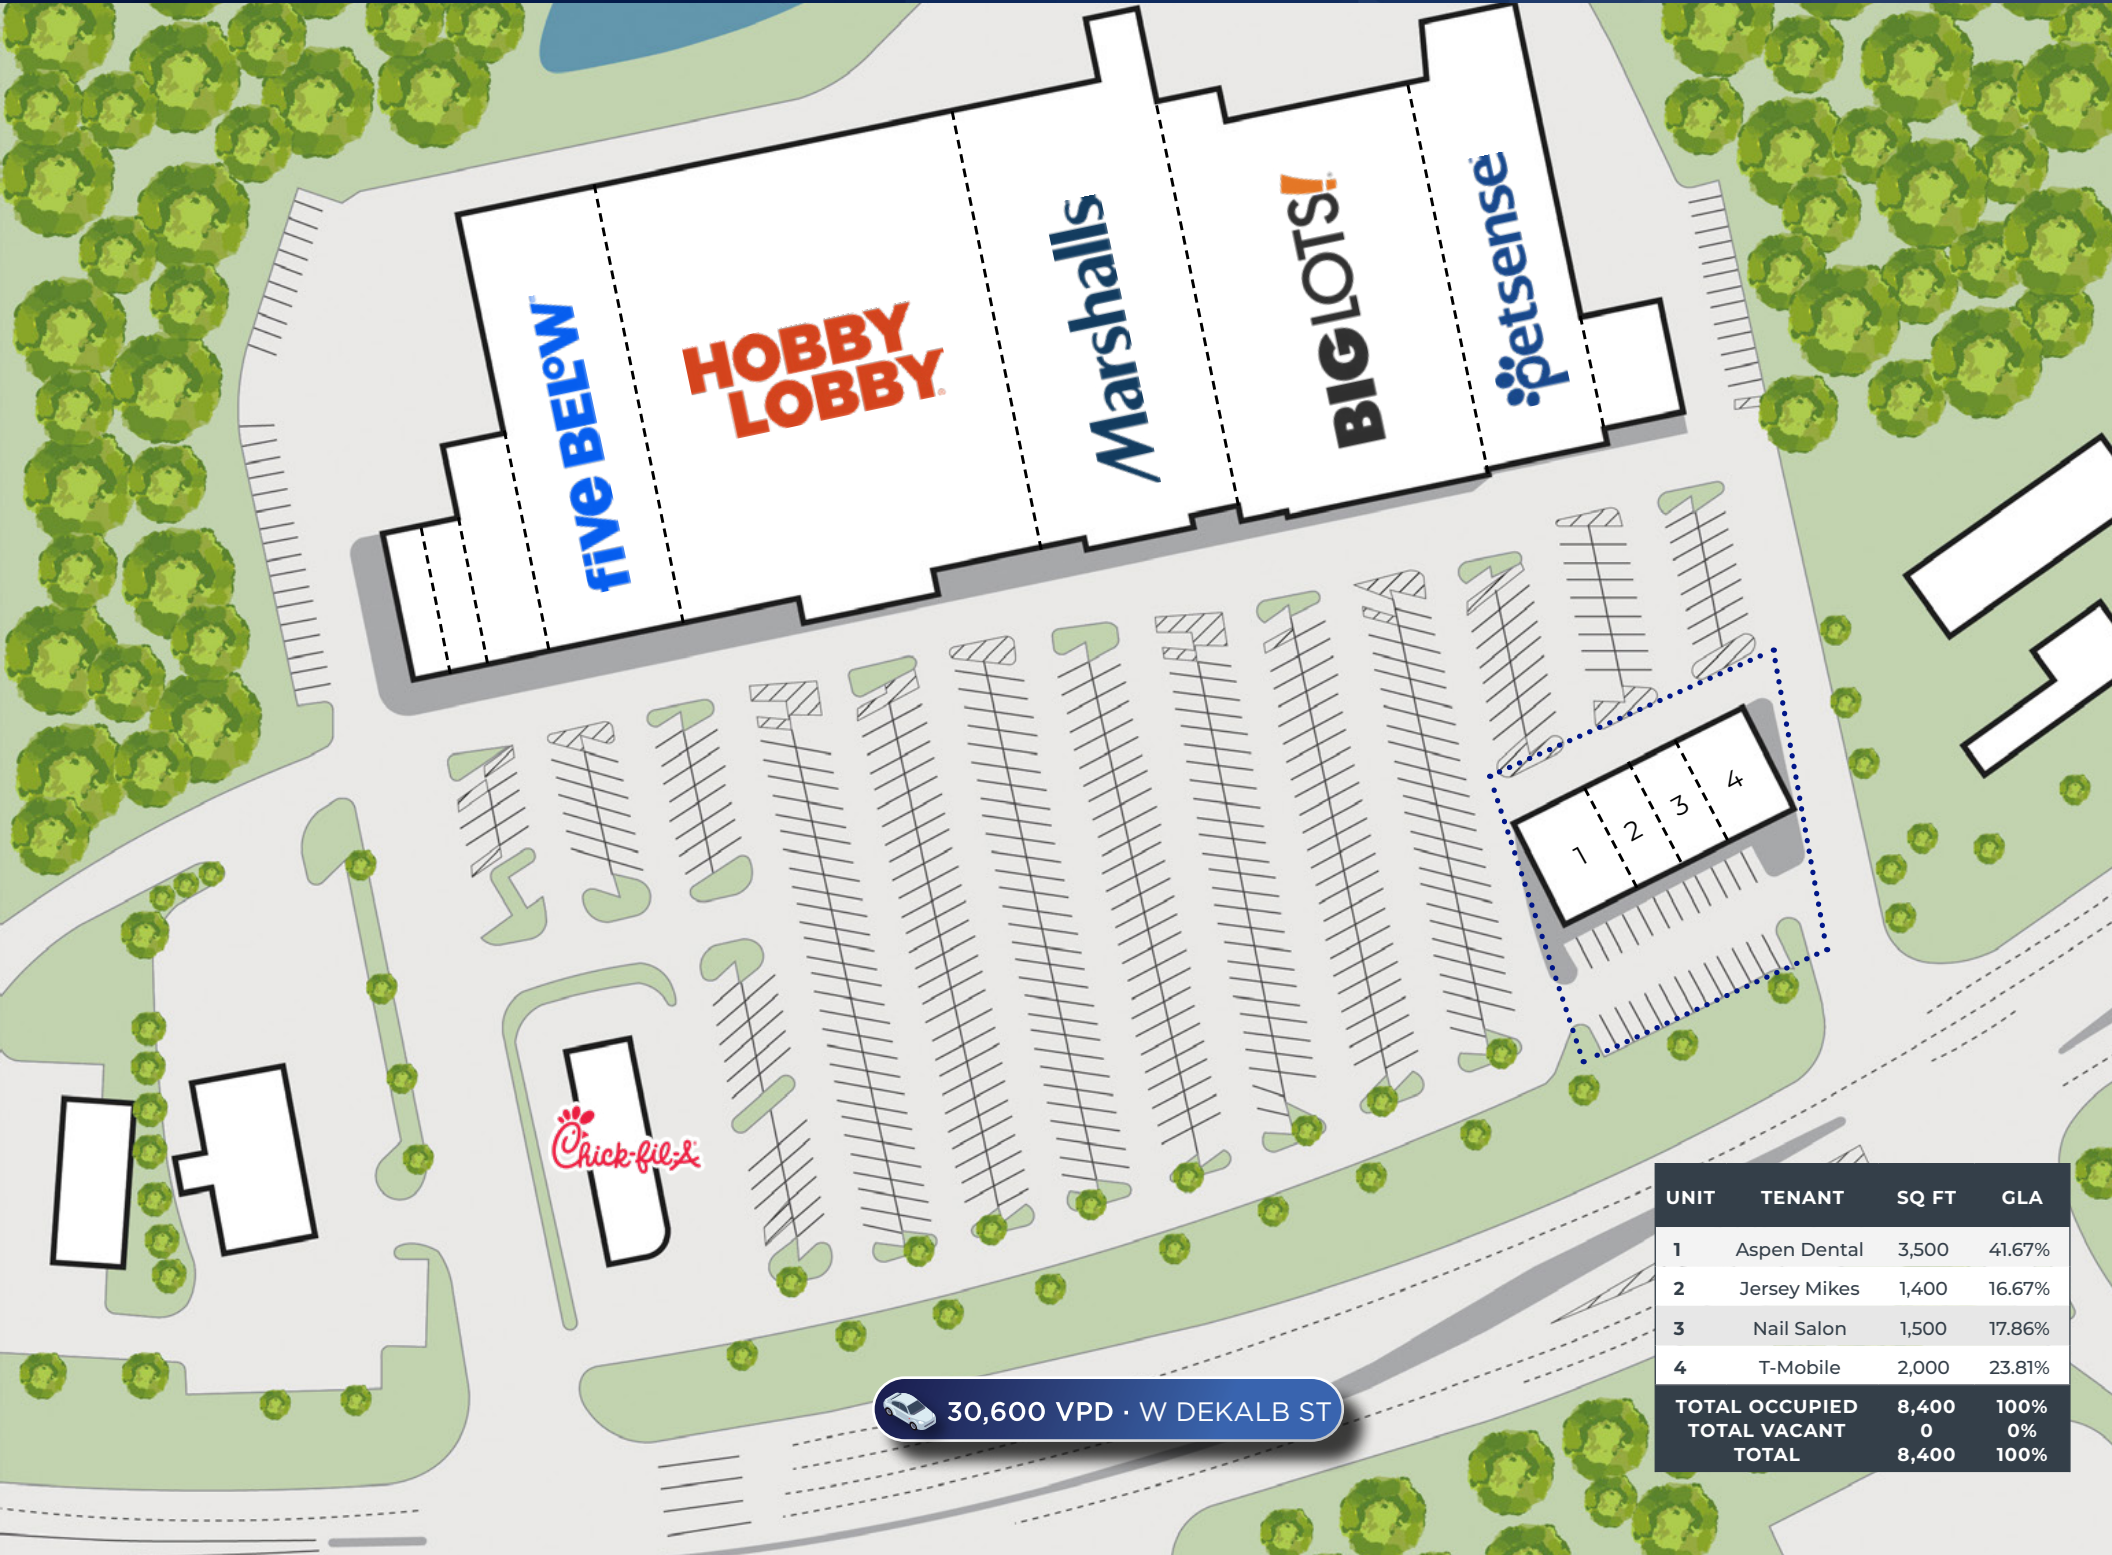 five BELOW
HOBBY
LOBBY
Marshalls
BIGLOTS!
petsense
1
2
3
4
Chick-fil-A
30,600 VPD · W DEKALB ST
UNIT TENANT SQ FT GLA
1 Aspen Dental 3,500 41.67%
2 Jersey Mikes 1,400 16.67%
3 Nail Salon 1,500 17.86%
4 T-Mobile 2,000 23.81%
TOTAL OCCUPIED 8,400 100%
TOTAL VACANT 0 0%
TOTAL 8,400 100%